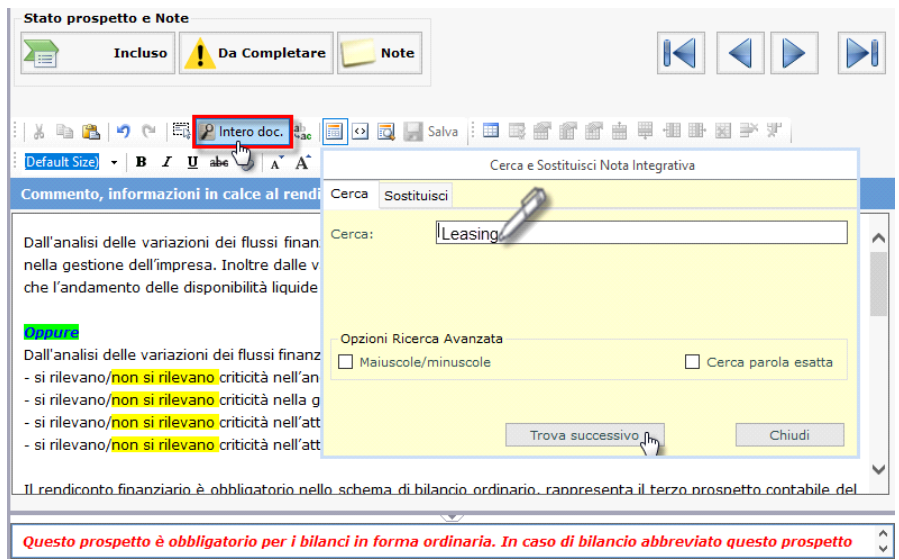 Stato prospetto e Note
Incluso
Da Completare
Note
Intero doc.
Salva
Default Size)
B I U abc
Cerca e Sostituisci Nota Integrativa
Commento, informazioni in calce al rendi
Cerca Sostituisci
Cerca: Leasing
Dall'analisi delle variazioni dei flussi finan
nella gestione dell'impresa. Inoltre dalle v
che l'andamento delle disponibilità liquide
Opzioni Ricerca Avanzata
Maiuscole/minuscole
Cerca parola esatta
Oppure
Dall'analisi delle variazioni dei flussi finanz
- si rilevano/non si rilevano criticità nell'an
- si rilevano/non si rilevano criticità nella g
- si rilevano/non si rilevano criticità nell'att
- si rilevano/non si rilevano criticità nell'att
Trova successivo
Chiudi
Il rendiconto finanziario è obbligatorio nello schema di bilancio ordinario, rappresenta il terzo prospetto contabile del
Questo prospetto è obbligatorio per i bilanci in forma ordinaria. In caso di bilancio abbreviato questo prospetto